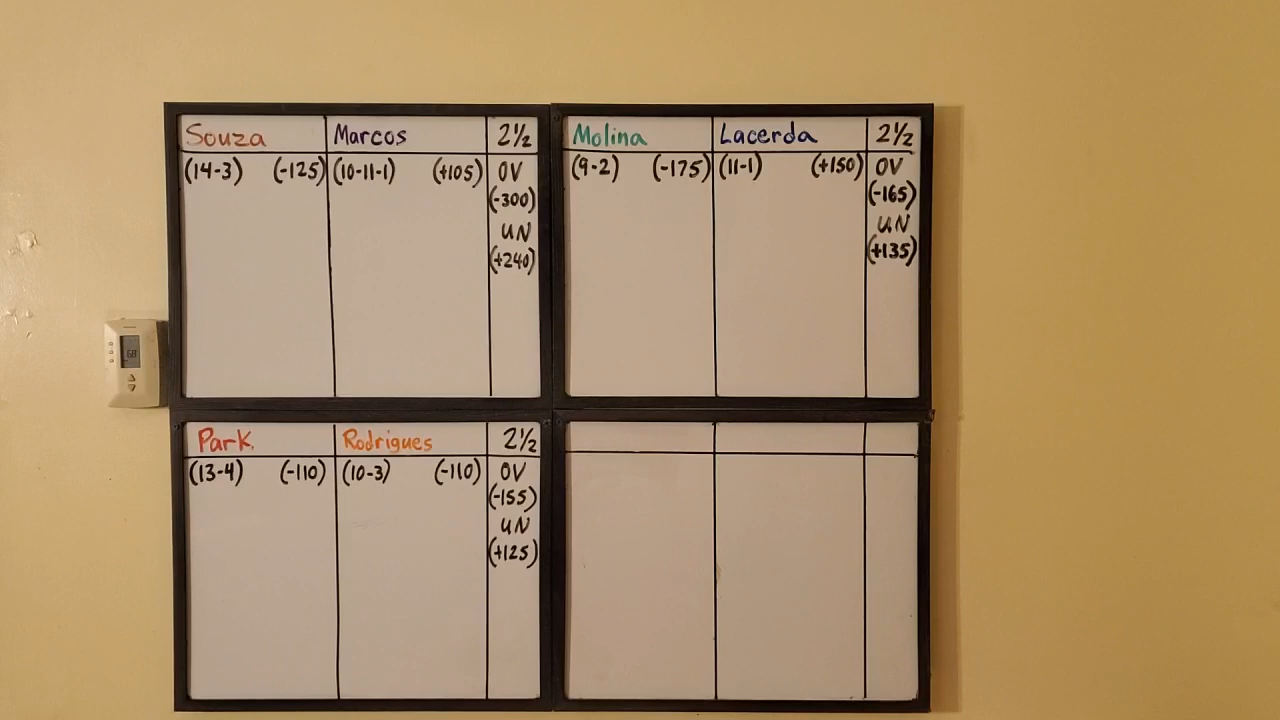 Souza Marcos 2½
(14-3) (-125) (10-11-1) (+105) OV
(-300)
UN
(+240)
Molina Lacerda 2½
(9-2) (-175) (11-1) (+150) OV
(-165)
UN
(+135)
Park. Rodrigues 2½
(13-4) (-110) (10-3) (-110) OV
(-155)
UN
(+125)
68